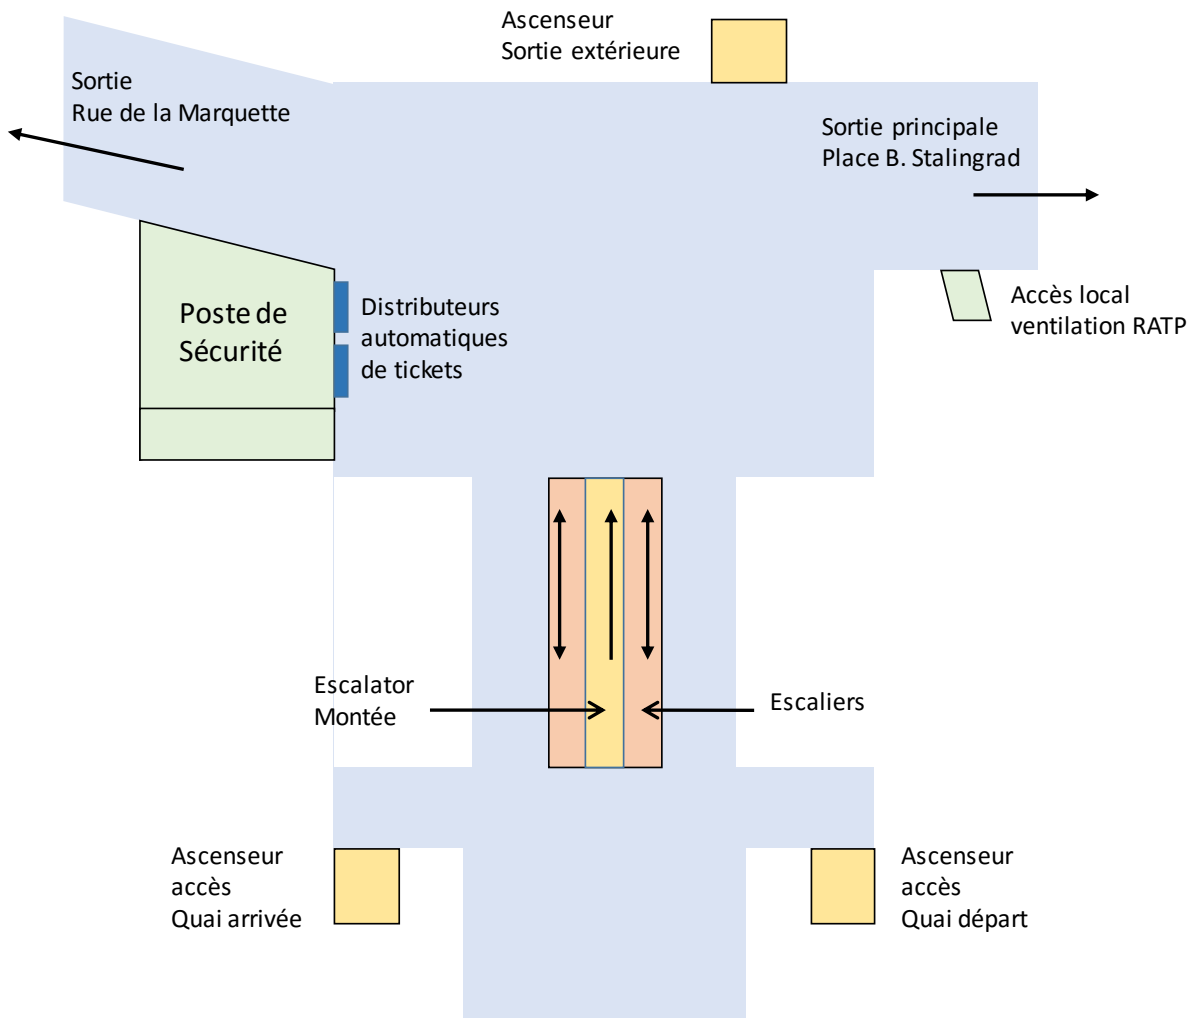 Ascenseur
Sortie extérieure
Sortie
Rue de la Marquette
Sortie principale
Place B. Stalingrad
Poste de
Sécurité
Distributeurs
automatiques
de tickets
Accès local
ventilation RATP
Escalator
Montée
Escaliers
Ascenseur
accès
Quai arrivée
Ascenseur
accès
Quai départ